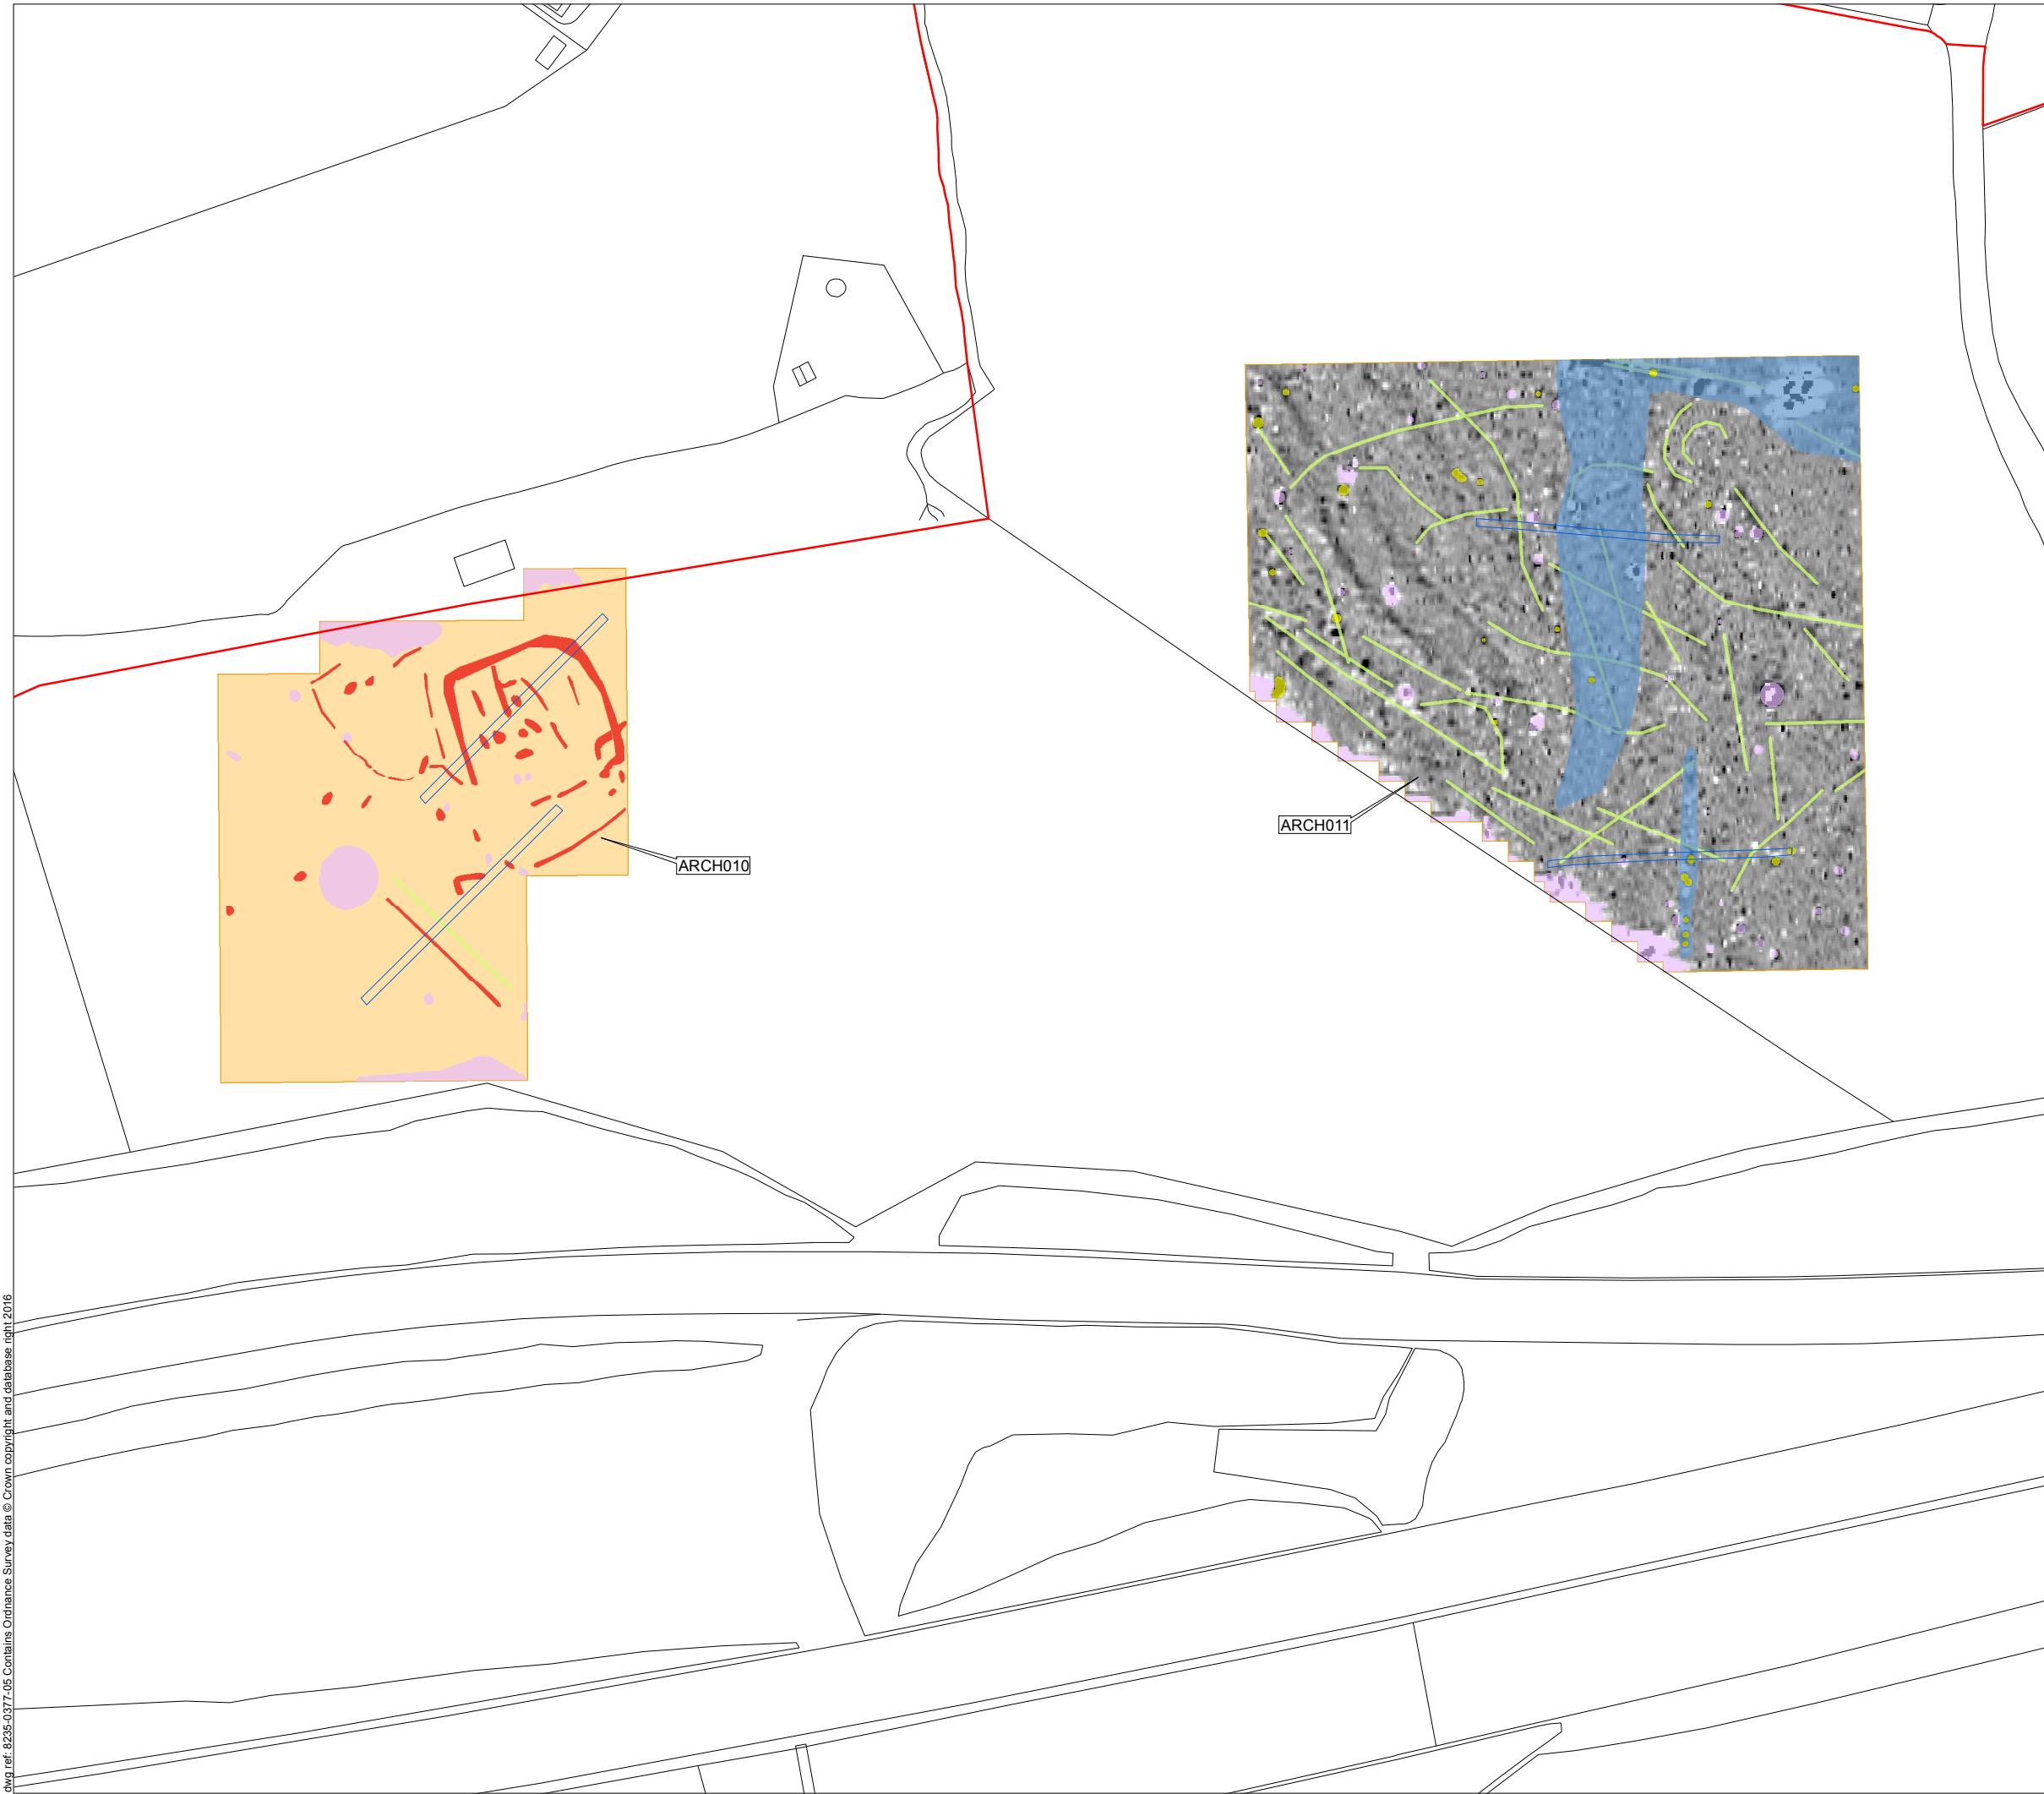 ARCH011
ARCH010
dwg ref: 8235-0377-05 Contains Ordnance Survey data © Crown copyright and database right 2016